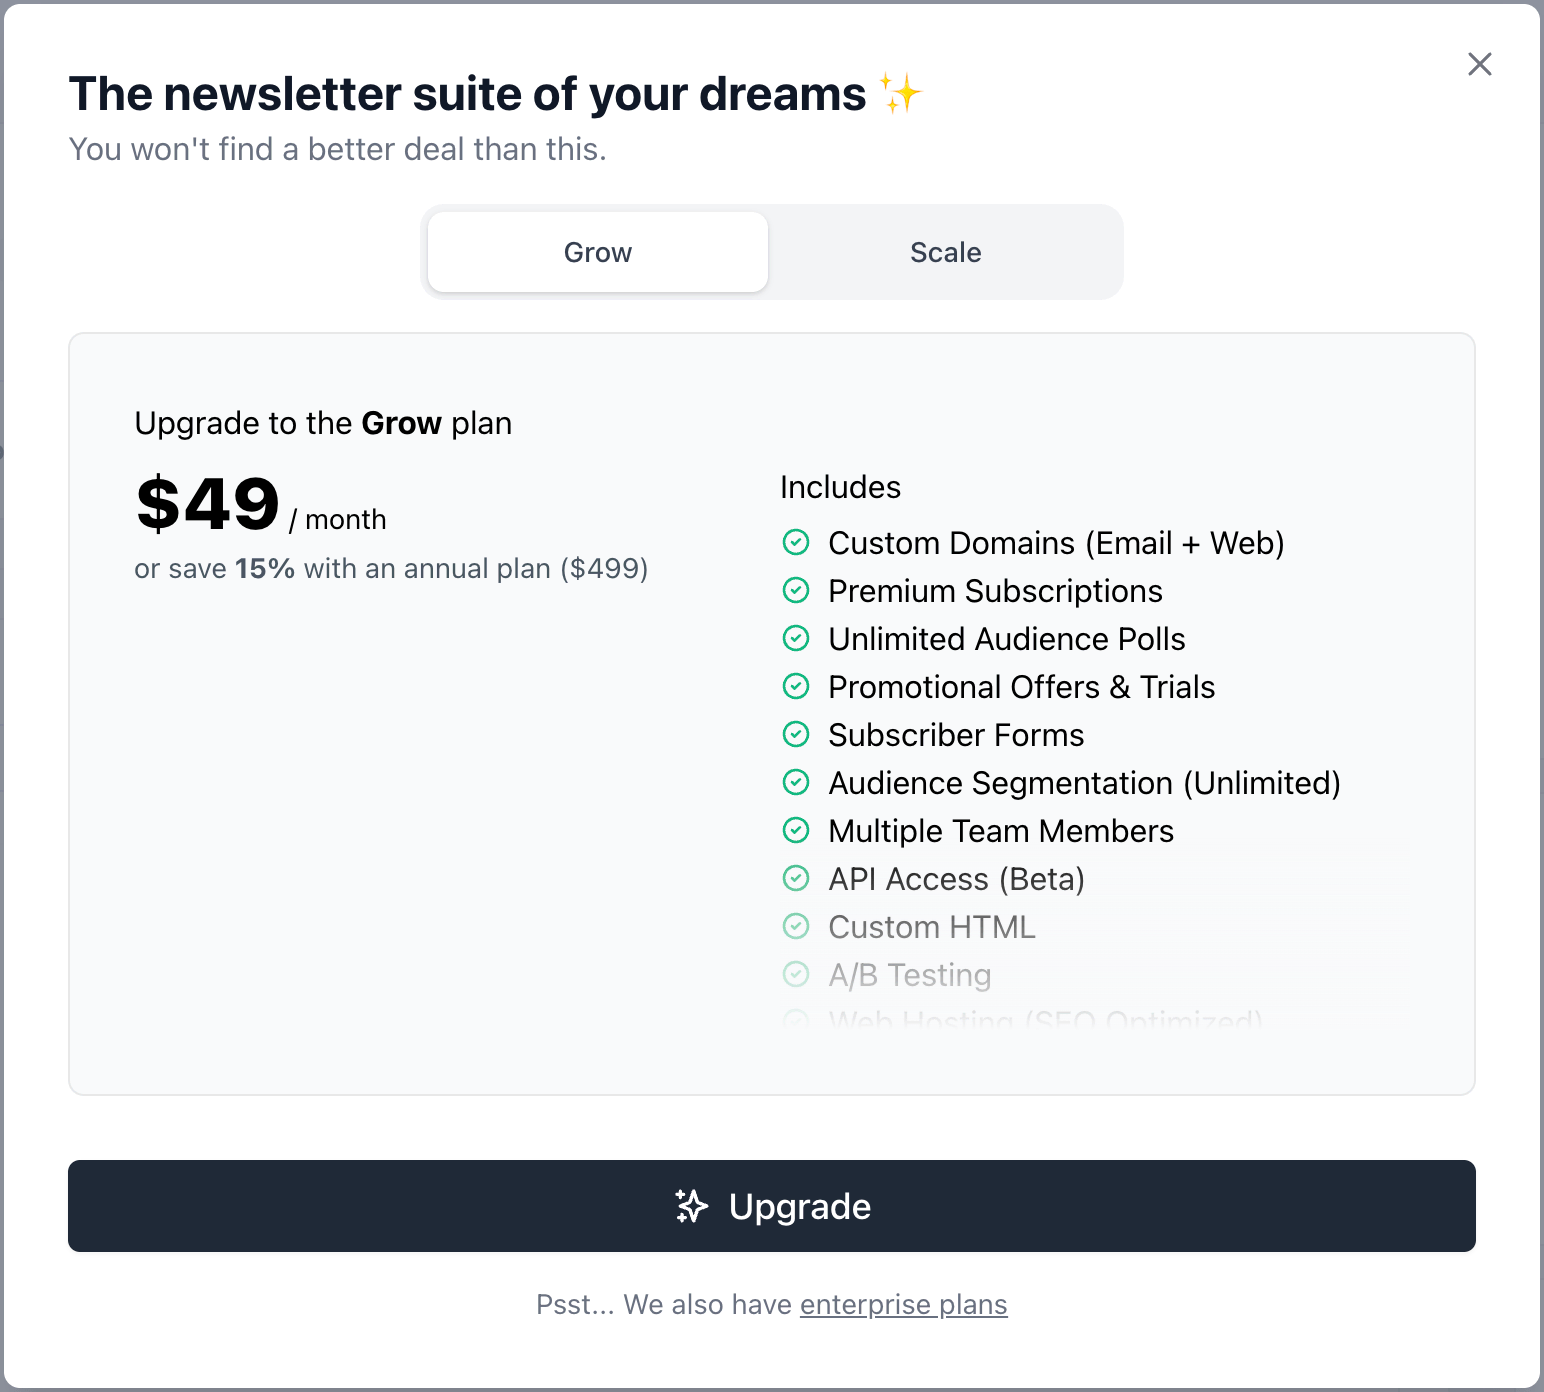 The newsletter suite of your dreams ✨
You won't find a better deal than this.
Grow
Scale
Upgrade to the Grow plan
$49 / month
or save 15% with an annual plan ($499)
Includes
Custom Domains (Email + Web)
Premium Subscriptions
Unlimited Audience Polls
Promotional Offers & Trials
Subscriber Forms
Audience Segmentation (Unlimited)
Multiple Team Members
API Access (Beta)
Custom HTML
A/B Testing
Web Hosting (SEO Optimized)
Upgrade
Psst... We also have enterprise plans